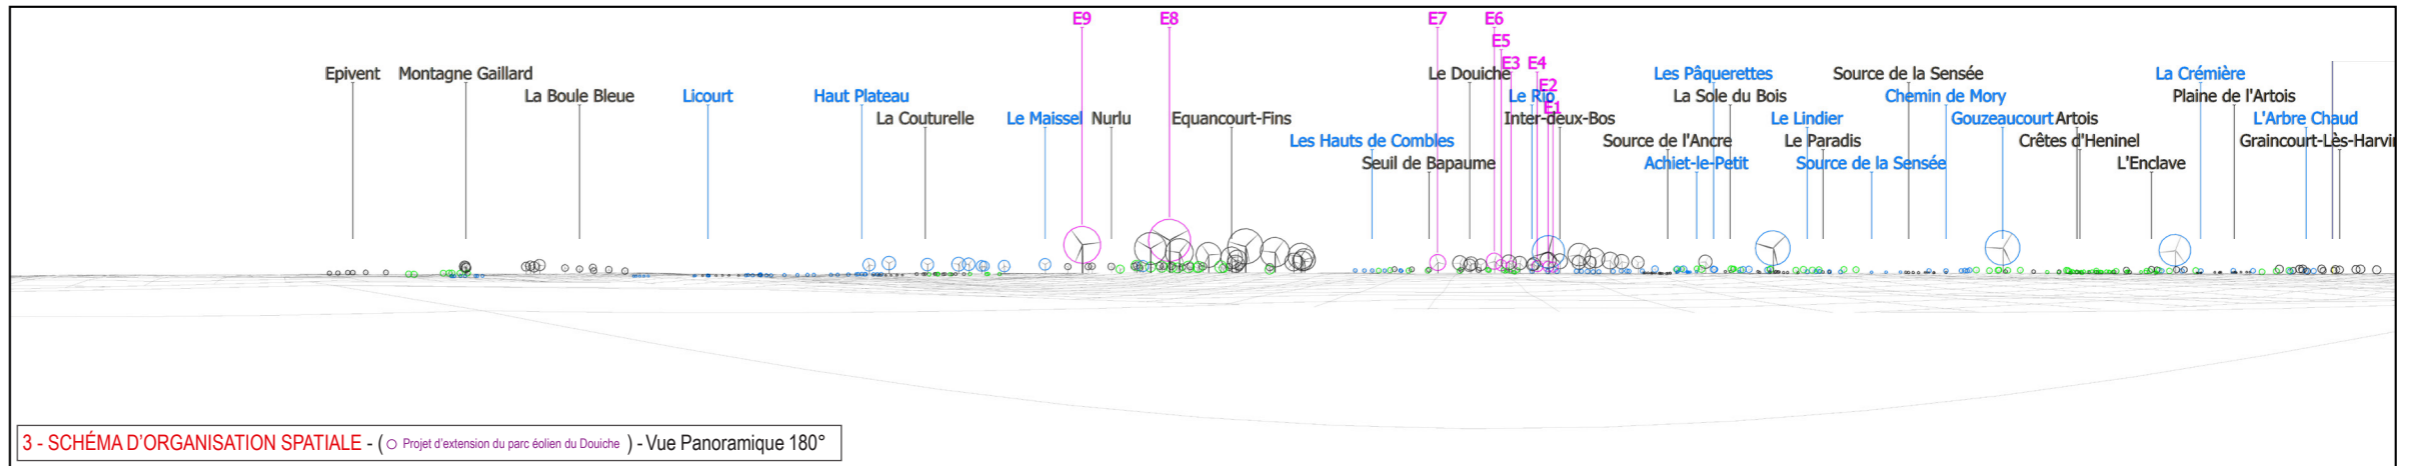 E9 E8 E7 E6
E5
E3 E4
Epivent Montagne Gaillard Le Douiche Les Pâquerettes Source de la Sensée La Crémière
E2
La Boule Bleue Licourt Haut Plateau Le Rio La Sole du Bois Chemin de Mory Plaine de l'Artois
E1
La Couturelle Le Maissel Nurlu Equancourt-Fins Inter-deux-Bos Le Lindier Gouzeaucourt Artois L'Arbre Chaud
Les Hauts de Combles Source de l'Ancre Le Paradis Crêtes d'Heninel Graincourt-Lès-Harvin
Seuil de Bapaume Achiet-le-Petit Source de la Sensée L'Enclave
3 - SCHÉMA D'ORGANISATION SPATIALE - ( Projet d'extension du parc éolien du Douiche ) - Vue Panoramique 180°